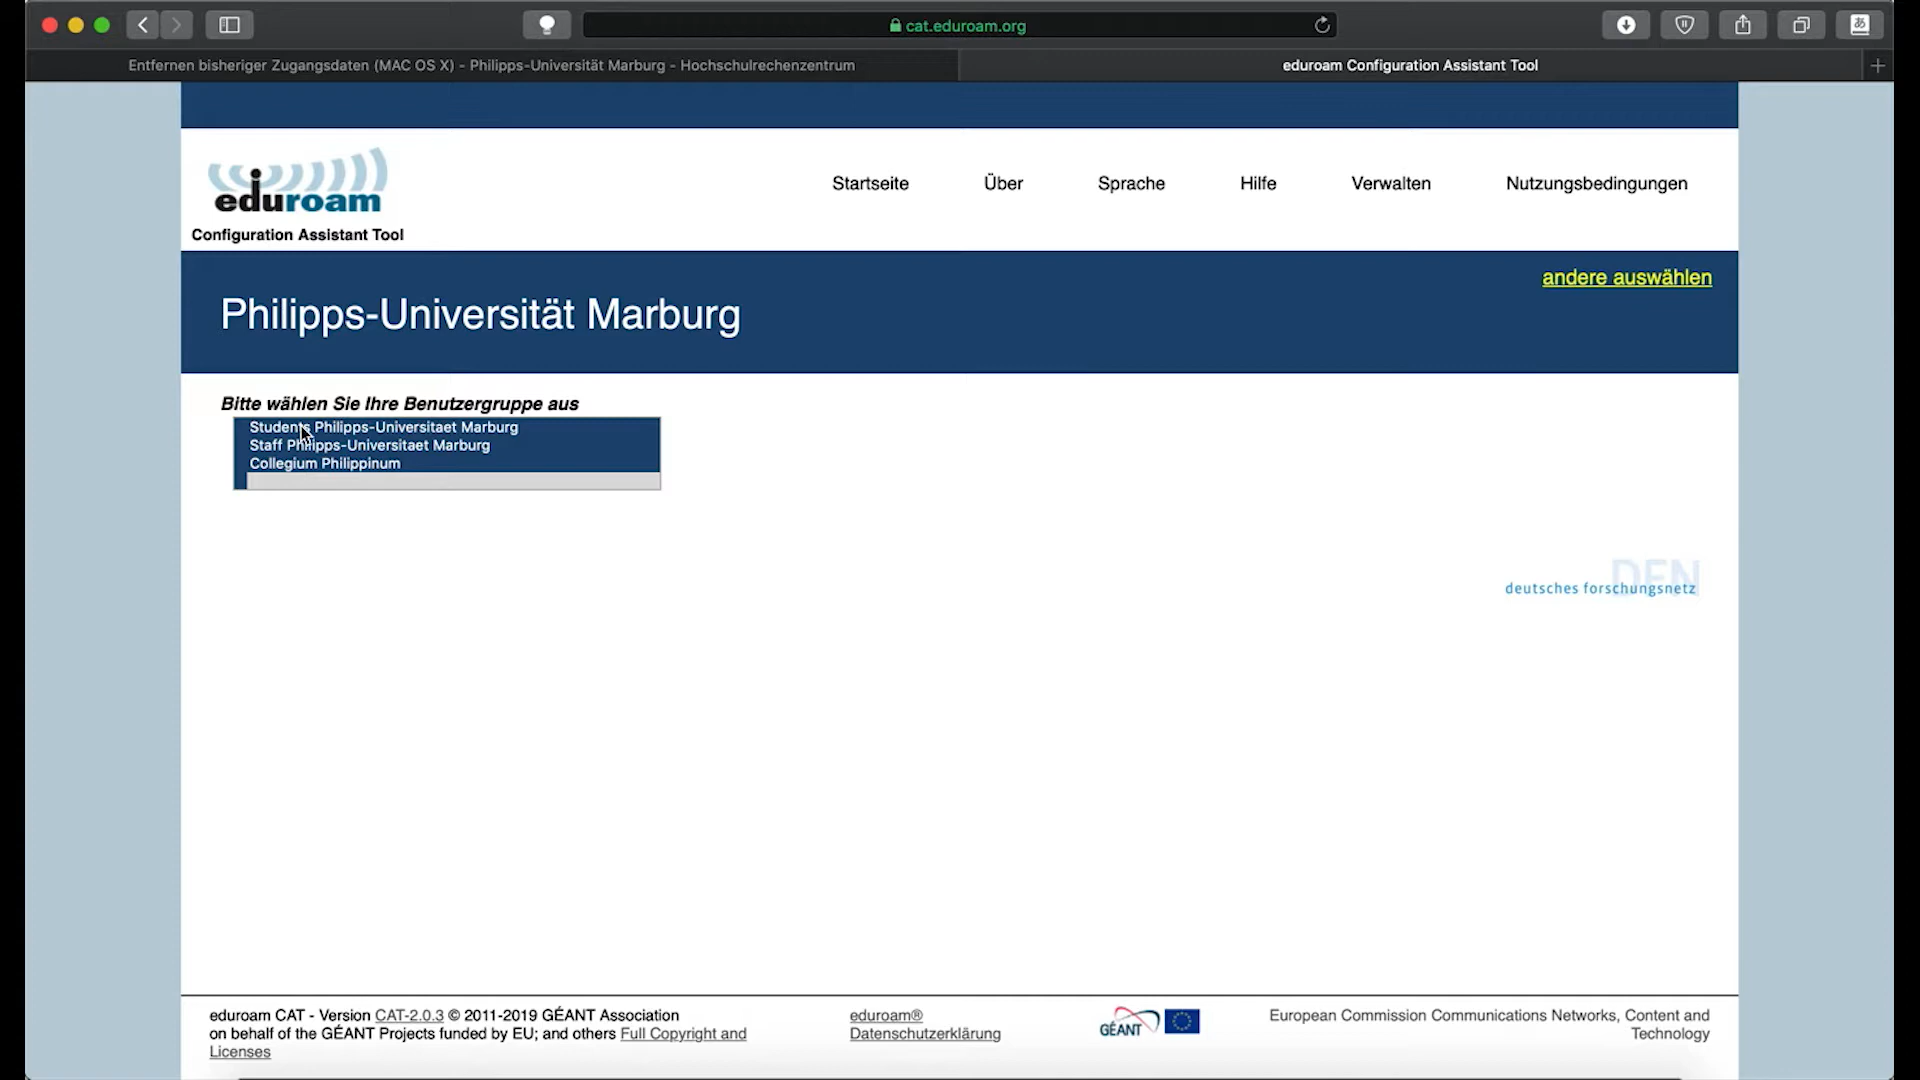 cat.eduroam.org
Entfernen bisheriger Zugangsdaten (MAC OS X) - Philipps-Universität Marburg - Hochschulrechenzentrum
eduroam Configuration Assistant Tool
eduroam
Configuration Assistant Tool
Startseite Über Sprache Hilfe Verwalten Nutzungsbedingungen
andere auswählen
Philipps-Universität Marburg
Bitte wählen Sie Ihre Benutzergruppe aus
Students Philipps-Universitaet Marburg
Staff Philipps-Universitaet Marburg
Collegium Philippinum
DFN
deutsches forschungsnetz
eduroam CAT - Version CAT-2.0.3 © 2011-2019 GÉANT Association
on behalf of the GÉANT Projects funded by EU; and others Full Copyright and
Licenses
eduroam®
Datenschutzerklärung
GÉANT
European Commission Communications Networks, Content and
Technology